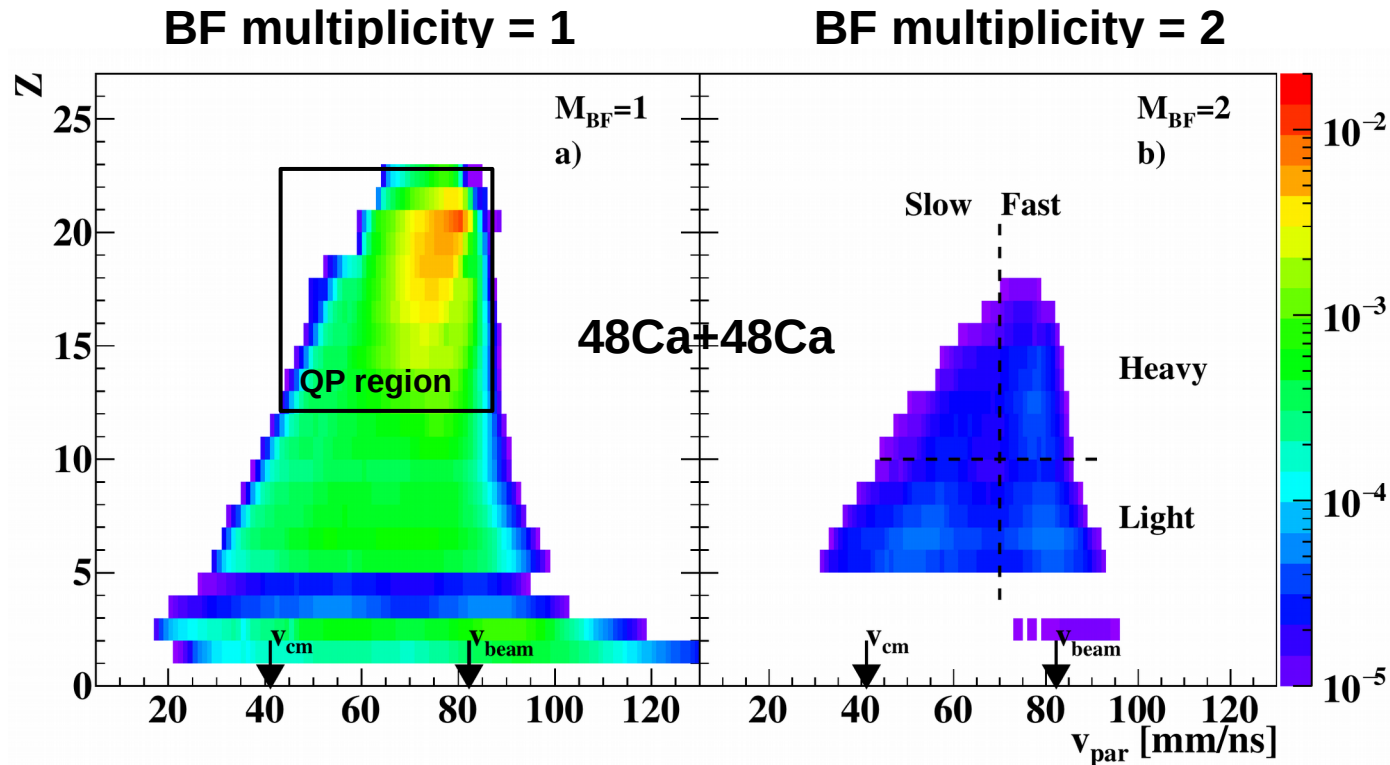 BF multiplicity = 1
BF multiplicity = 2
Z
M_BF=1
a)
M_BF=2
b)
Slow Fast
48Ca+48Ca
QP region
Heavy
Light
v_cm
v_beam
v_cm
v_beam
25
20
15
10
5
0
20 40 60 80 100 120
20 40 60 80 100 120
v_par [mm/ns]
10^-2
10^-3
10^-4
10^-5